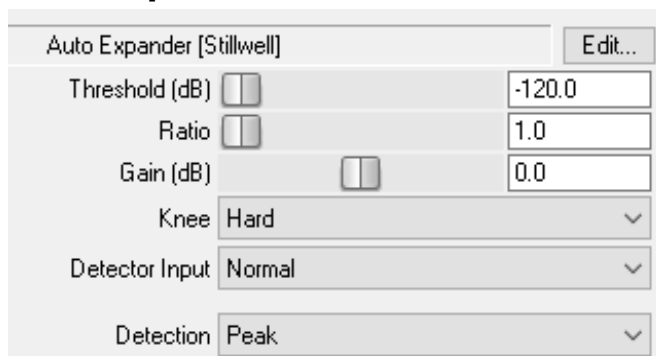 Auto Expander [Stillwell] Edit...
Threshold (dB) -120.0
Ratio 1.0
Gain (dB) 0.0
Knee Hard
Detector Input Normal
Detection Peak